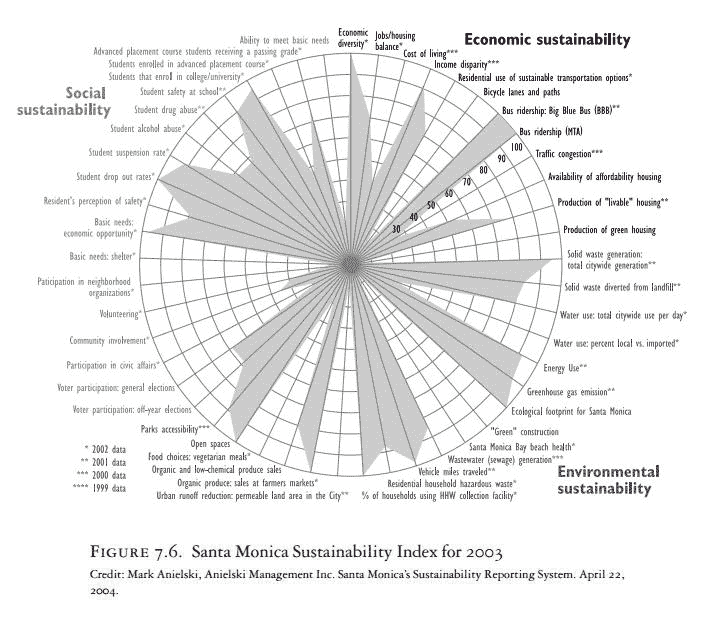 Economic
diversity*
Jobs/housing
balance*
Cost of living***
Economic sustainability
Income disparity***
Residential use of sustainable transportation options*
Bicycle lanes and paths
Bus ridership: Big Blue Bus (BBB)**
Bus ridership (MTA)
Traffic congestion***
Availability of affordability housing
Production of "livable" housing**
Production of green housing
100
90
80
70
60
50
40
30
Solid waste generation:
total citywide generation**
Solid waste diverted from landfill**
Water use: total citywide use per day*
Water use: percent local vs. imported*
Energy Use**
Greenhouse gas emission**
Ecological footprint for Santa Monica
"Green" construction
Santa Monica Bay beach health*
Wastewater (sewage) generation***
Vehicle miles traveled**
Residential household hazardous waste*
% of households using HHW collection facility*
Environmental
sustainability
Urban runoff reduction: permeable land area in the City**
Organic produce: sales at farmers markets*
Organic and low-chemical produce sales
Food choices: vegetarian meals*
Open spaces
Parks accessibility***
Voter participation: off-year elections
Voter participation: general elections
Participation in civic affairs*
Community involvement*
Volunteering*
Paticipation in neighborhood
organizations*
Basic needs: shelter*
Basic needs:
economic opportunity*
Resident's perception of safety*
Student drop out rates*
Student suspension rate*
Student alcohol abuse*
Student drug abuse**
Student safety at school**
Social
sustainability
Students that enroll in college/university*
Students enrolled in advanced placement course*
Advanced placement course students receiving a passing grade*
Ability to meet basic needs
* 2002 data
** 2001 data
*** 2000 data
**** 1999 data
FIGURE 7.6. Santa Monica Sustainability Index for 2003
Credit: Mark Anielski, Anielski Management Inc. Santa Monica's Sustainability Reporting System. April 22,
2004.